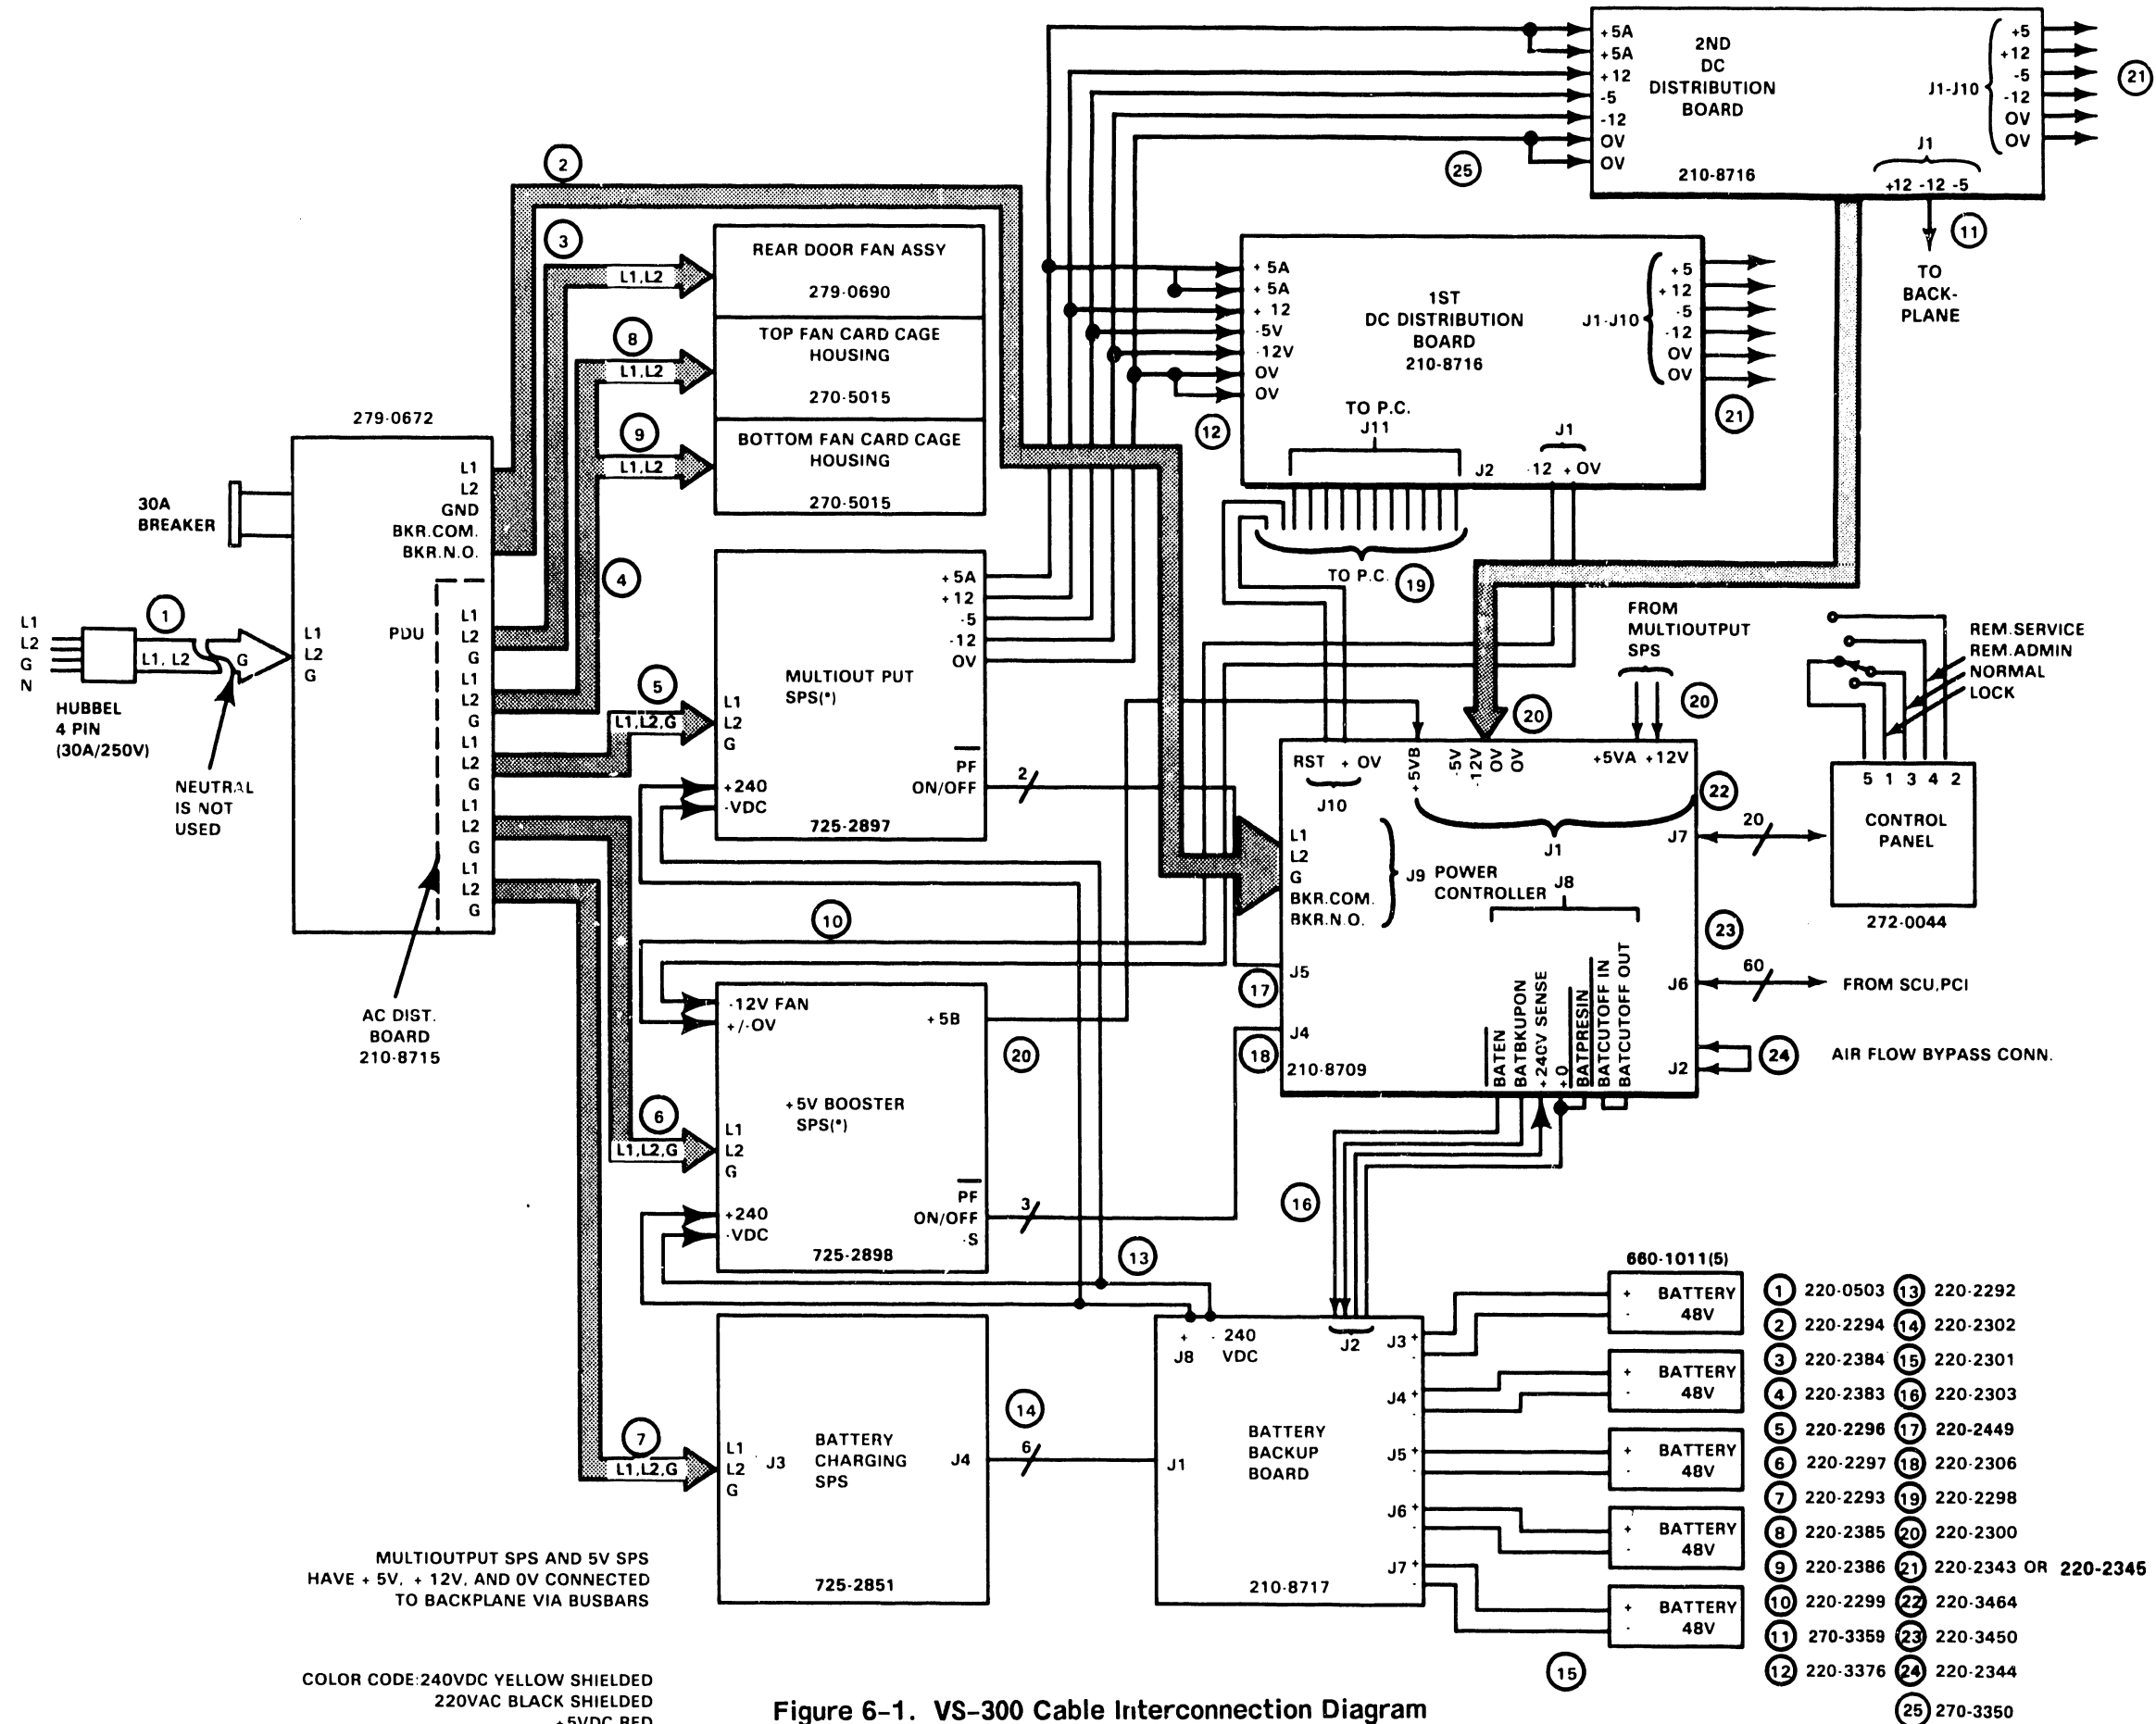 +5A
+5A
+12
-5
-12
OV
OV
2ND
DC
DISTRIBUTION
BOARD
210-8716
J1-J10
+5
+12
-5
-12
OV
OV
21
J1
+12 -12 -5
11
TO
BACK-
PLANE
25
2
3
L1,L2
REAR DOOR FAN ASSY
279-0690
8
L1,L2
TOP FAN CARD CAGE
HOUSING
270-5015
9
L1,L2
BOTTOM FAN CARD CAGE
HOUSING
270-5015
+ 5A
+ 5A
+ 12
-5V
-12V
OV
OV
12
1ST
DC DISTRIBUTION
BOARD
210-8716
J1-J10
+5
+12
-5
-12
OV
OV
21
TO P.C.
J11
J2
J1
-12 + OV
TO P.C.
19
279-0672
30A
BREAKER
L1
L2
GND
BKR.COM.
BKR.N.O.
4
PDU
L1
L2
G
L1
L2
G
L1
L2
G
L1
L2
G
L1
L2
G
L1
L2
G
N
1
L1, L2
G
L1
L2
G
HUBBEL
4 PIN
(30A/250V)
NEUTRAL
IS NOT
USED
AC DIST.
BOARD
210-8715
5
L1,L2,G
L1
L2
G
+240
-VDC
MULTIOUT PUT
SPS(*)
+5A
+12
-5
-12
OV
PF
ON/OFF
2
725-2897
10
FROM
MULTIOUTPUT
SPS
20
20
REM.SERVICE
REM.ADMIN
NORMAL
LOCK
5 1 3 4 2
CONTROL
PANEL
272-0044
RST + OV
J10
+5VB
-5V
-12V
OV
OV
+5VA +12V
J1
22
J7
20
L1
L2
G
BKR.COM.
BKR.N.O.
J9
POWER
CONTROLLER
J8
23
J6
60
FROM SCU,PCI
J2
24
AIR FLOW BYPASS CONN.
J5
17
J4
18
210-8709
BATEN
BATBKUPON
+240V SENSE
+0
BATPRESIN
BATCUTOFF IN
BATCUTOFF OUT
-12V FAN
+/-OV
+5B
20
+5V BOOSTER
SPS(*)
6
L1,L2,G
L1
L2
G
PF
ON/OFF
-S
3
+240
-VDC
725-2898
13
16
7
L1,L2,G
L1
L2
G
J3
BATTERY
CHARGING
SPS
J4
14
6
725-2851
+ - 240
J8 VDC
J2
J1
BATTERY
BACKUP
BOARD
210-8717
J3 +
-
J4 +
-
J5 +
-
J6 +
-
J7 +
-
660-1011(5)
+ BATTERY
- 48V
+ BATTERY
- 48V
+ BATTERY
- 48V
+ BATTERY
- 48V
+ BATTERY
- 48V
15
1 220-0503 13 220-2292
2 220-2294 14 220-2302
3 220-2384 15 220-2301
4 220-2383 16 220-2303
5 220-2296 17 220-2449
6 220-2297 18 220-2306
7 220-2293 19 220-2298
8 220-2385 20 220-2300
9 220-2386 21 220-2343 OR 220-2345
10 220-2299 22 220-3464
11 270-3359 23 220-3450
12 220-3376 24 220-2344
25 270-3350
MULTIOUTPUT SPS AND 5V SPS
HAVE + 5V, + 12V, AND 0V CONNECTED
TO BACKPLANE VIA BUSBARS
COLOR CODE:240VDC YELLOW SHIELDED
220VAC BLACK SHIELDED
+5VDC RED
Figure 6-1. VS-300 Cable Interconnection Diagram